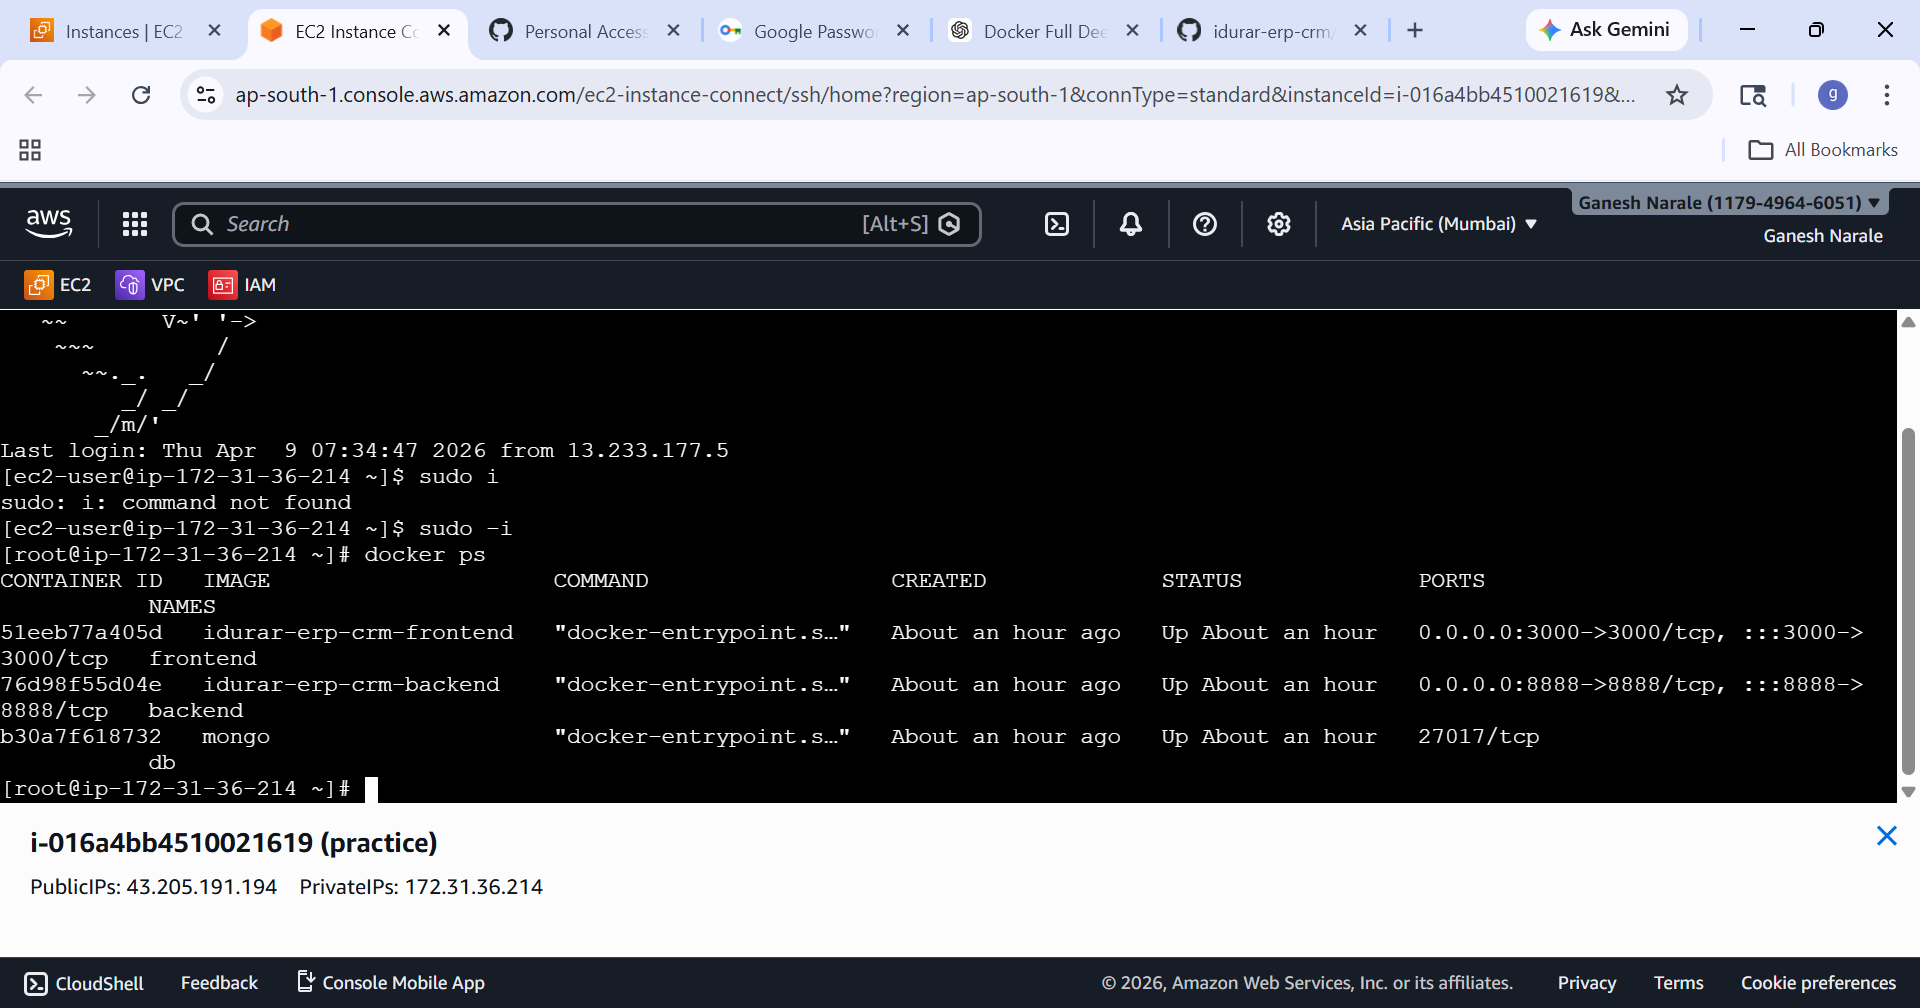 Instances | EC2
EC2 Instance Co
Personal Access
Google Passwo
Docker Full Dee
idurar-erp-crm/
Ask Gemini
ap-south-1.console.aws.amazon.com/ec2-instance-connect/ssh/home?region=ap-south-1&connType=standard&instanceId=i-016a4bb4510021619&...
g
All Bookmarks
aws
Search
[Alt+S]
Asia Pacific (Mumbai)
Ganesh Narale (1179-4964-6051)
Ganesh Narale
EC2
VPC
IAM
~~       V~' '->
~~~         /
~~._.   _/
_/ _/
_/m/'
Last login: Thu Apr  9 07:34:47 2026 from 13.233.177.5
[ec2-user@ip-172-31-36-214 ~]$ sudo i
sudo: i: command not found
[ec2-user@ip-172-31-36-214 ~]$ sudo -i
[root@ip-172-31-36-214 ~]# docker ps
CONTAINER ID   IMAGE                     COMMAND                  CREATED             STATUS             PORTS
NAMES
51eeb77a405d   idurar-erp-crm-frontend   "docker-entrypoint.s…"   About an hour ago   Up About an hour   0.0.0.0:3000->3000/tcp, :::3000->
3000/tcp   frontend
76d98f55d04e   idurar-erp-crm-backend    "docker-entrypoint.s…"   About an hour ago   Up About an hour   0.0.0.0:8888->8888/tcp, :::8888->
8888/tcp   backend
b30a7f618732   mongo                     "docker-entrypoint.s…"   About an hour ago   Up About an hour   27017/tcp
db
[root@ip-172-31-36-214 ~]#
i-016a4bb4510021619 (practice)
PublicIPs: 43.205.191.194    PrivateIPs: 172.31.36.214
CloudShell
Feedback
Console Mobile App
© 2026, Amazon Web Services, Inc. or its affiliates.
Privacy
Terms
Cookie preferences